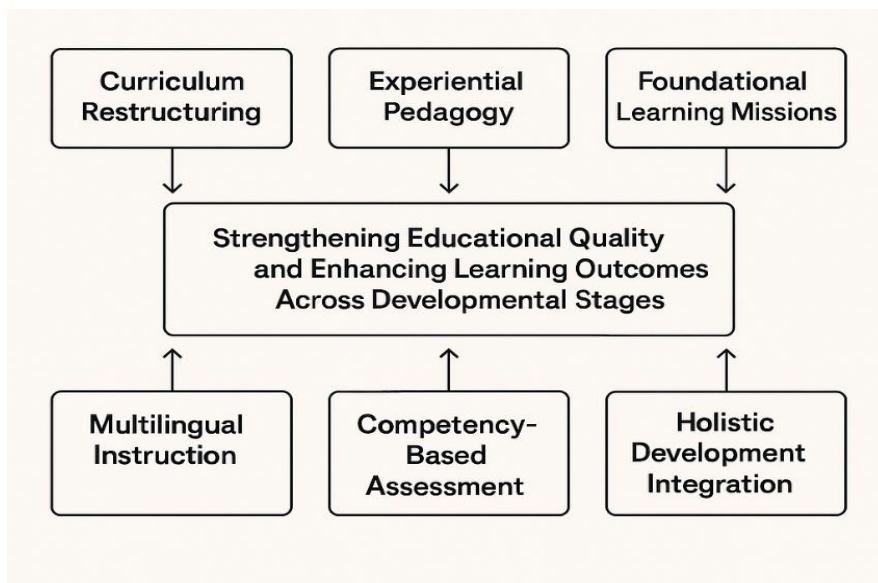 Curriculum
Restructuring
Experiential
Pedagogy
Foundational
Learning Missions
Strengthening Educational Quality
and Enhancing Learning Outcomes
Across Developmental Stages
Multilingual
Instruction
Competency-
Based
Assessment
Holistic
Development
Integration